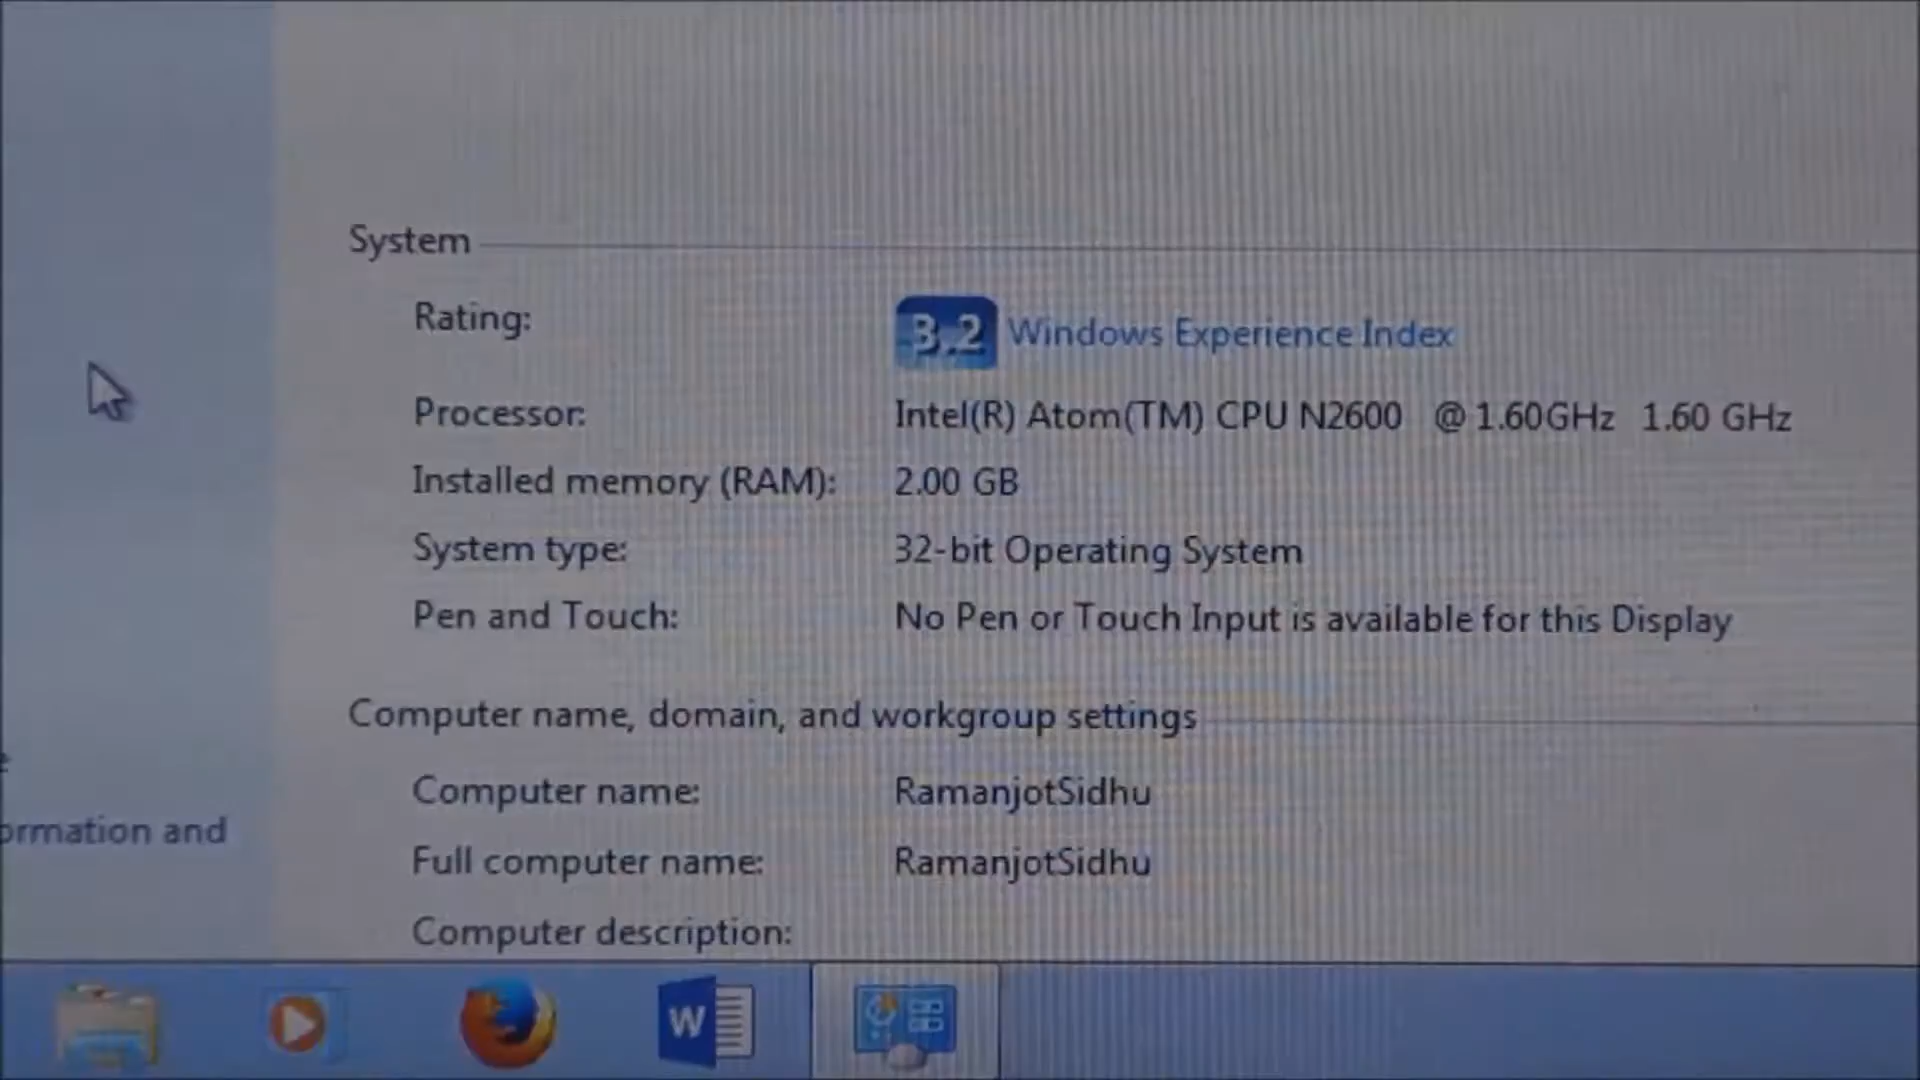 System
Rating: 3.2 Windows Experience Index
Processor: Intel(R) Atom(TM) CPU N2600 @ 1.60GHz 1.60 GHz
Installed memory (RAM): 2.00 GB
System type: 32-bit Operating System
Pen and Touch: No Pen or Touch Input is available for this Display
Computer name, domain, and workgroup settings
Computer name: RamanjotSidhu
ormation and
Full computer name: RamanjotSidhu
Computer description:
W